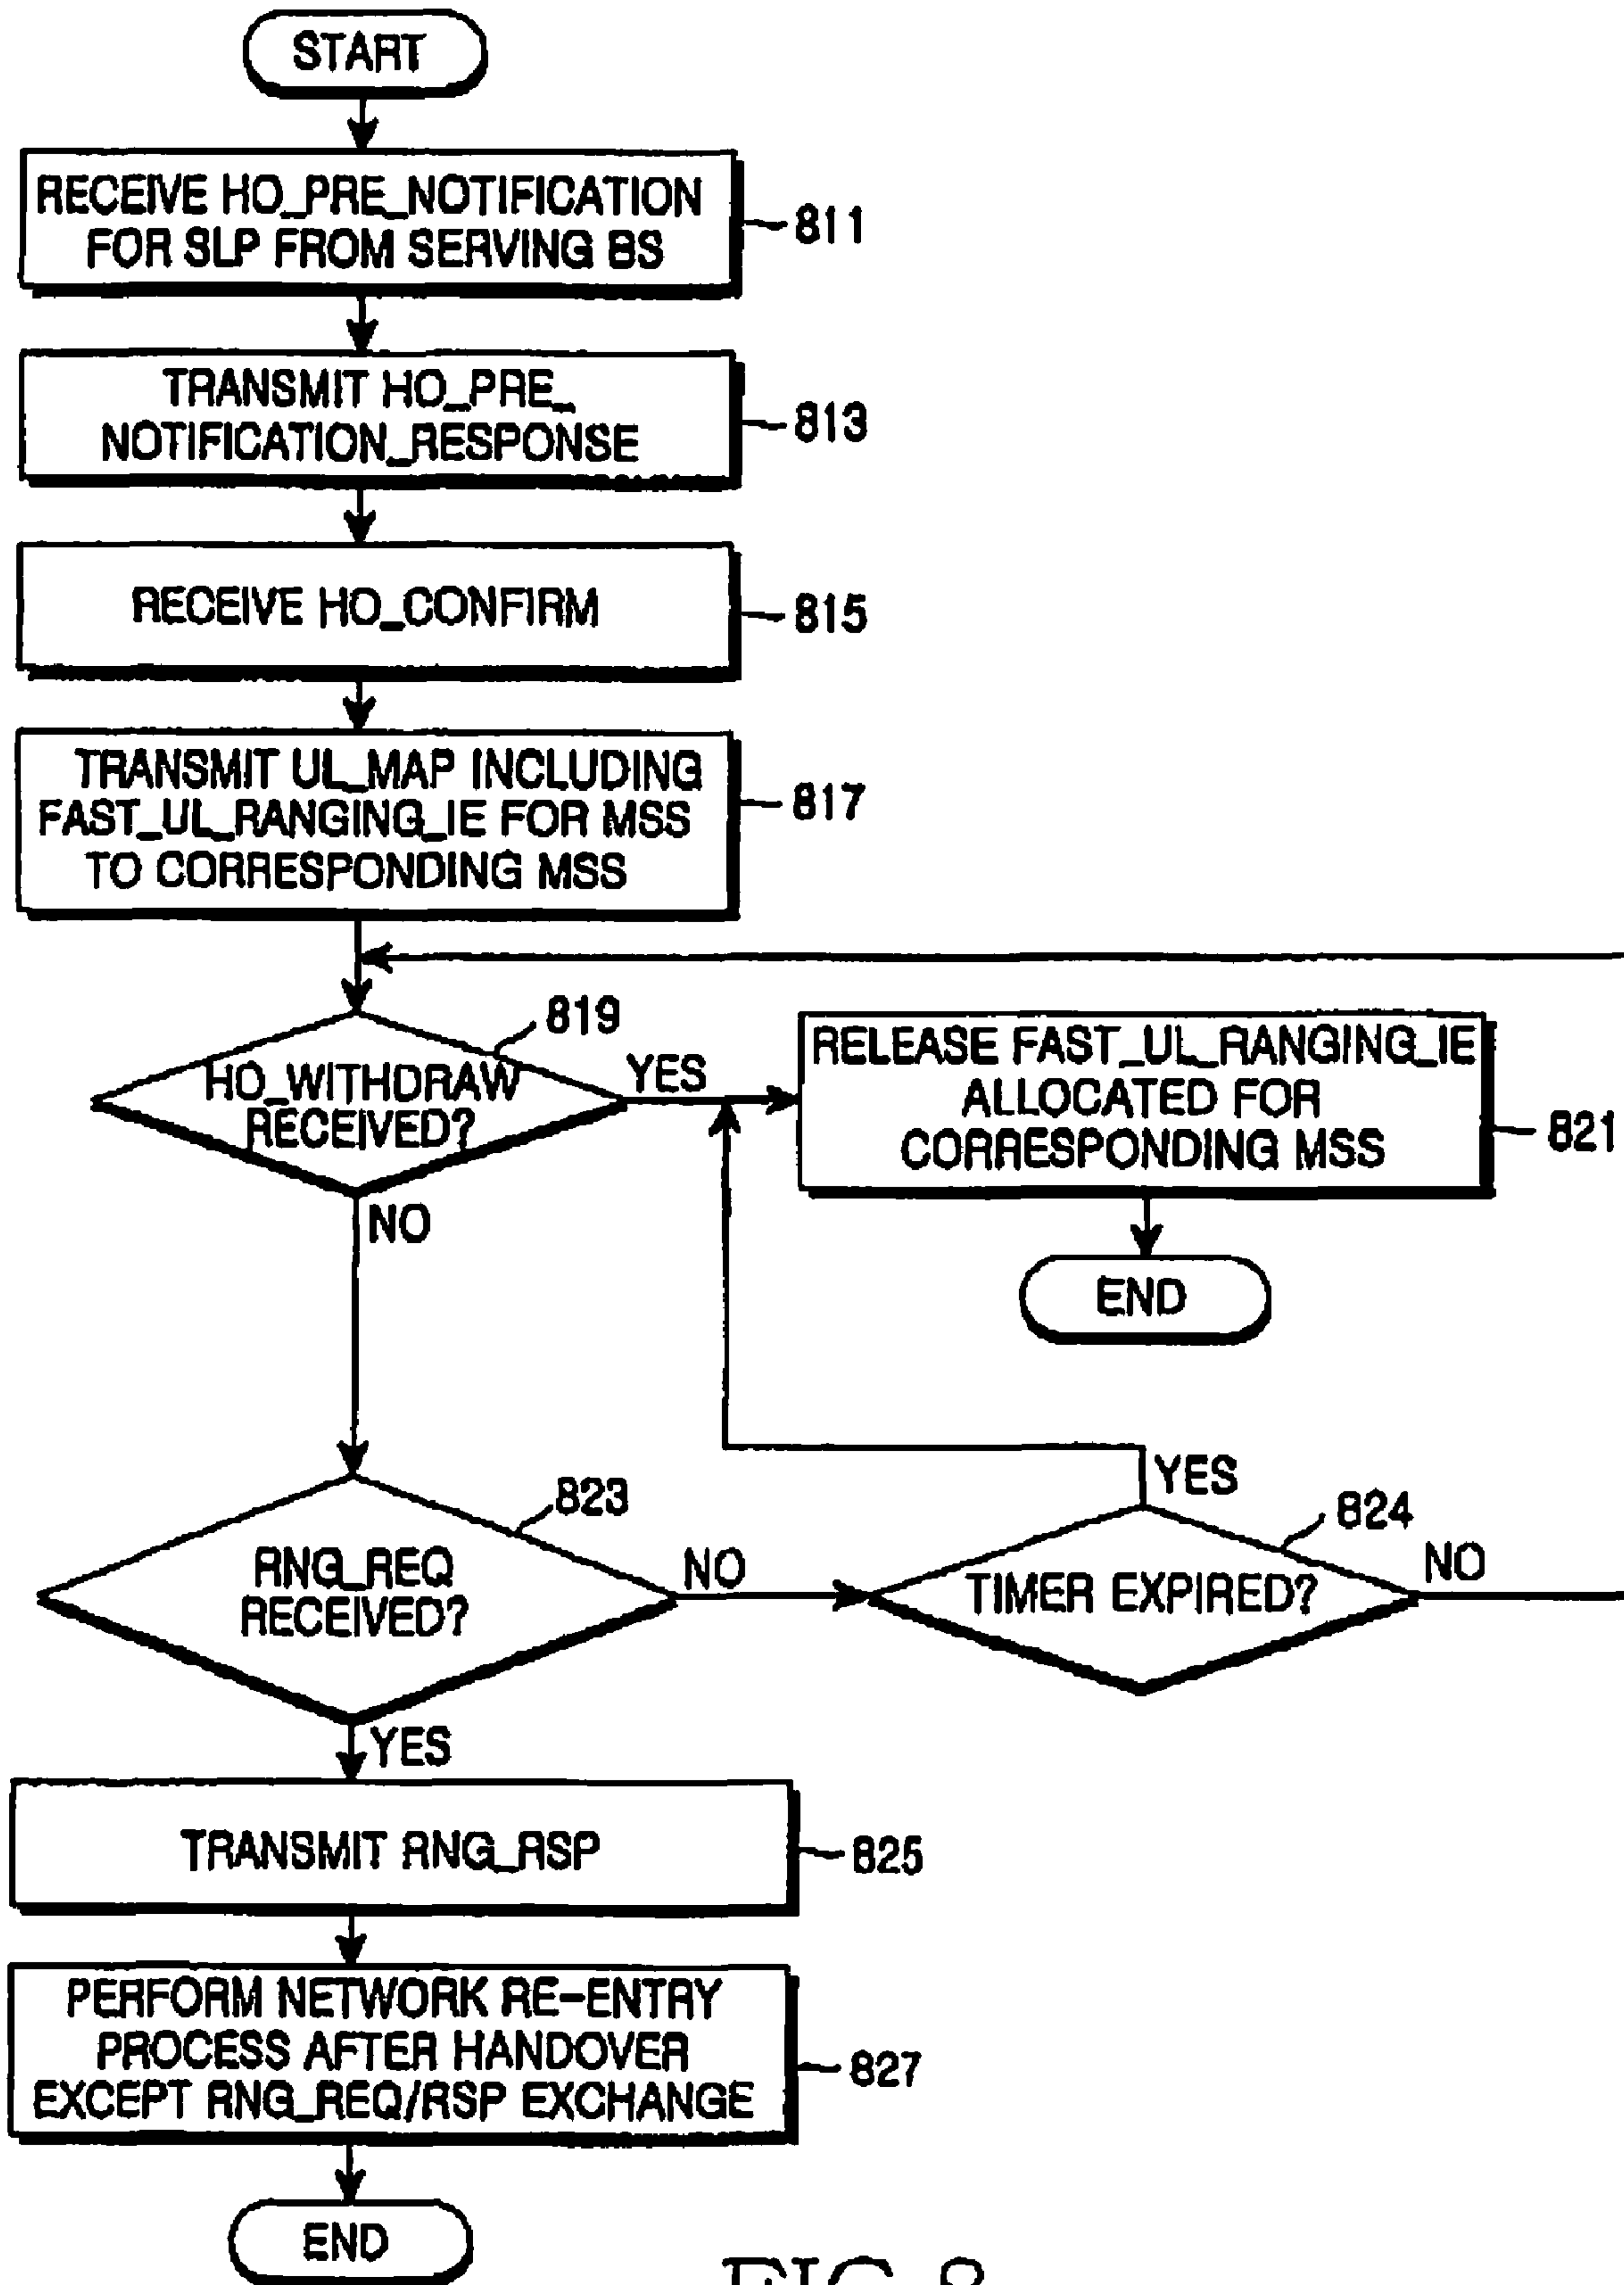 START
RECEIVE HO_PRE_NOTIFICATION
FOR SLP FROM SERVING BS
811
TRANSMIT HO_PRE_
NOTIFICATION_RESPONSE
813
RECEIVE HO_CONFIRM
815
TRANSMIT UL_MAP INCLUDING
FAST_UL_RANGING_IE FOR MSS
TO CORRESPONDING MSS
817
819
HO_WITHDRAW
RECEIVED?
YES
NO
RELEASE FAST_UL_RANGING_IE
ALLOCATED FOR
CORRESPONDING MSS
821
END
823
RNG_REQ
RECEIVED?
NO
YES
824
TIMER EXPIRED?
YES
NO
TRANSMIT RNG_RSP
825
PERFORM NETWORK RE-ENTRY
PROCESS AFTER HANDOVER
EXCEPT RNG_REQ/RSP EXCHANGE
827
END
FIG.8